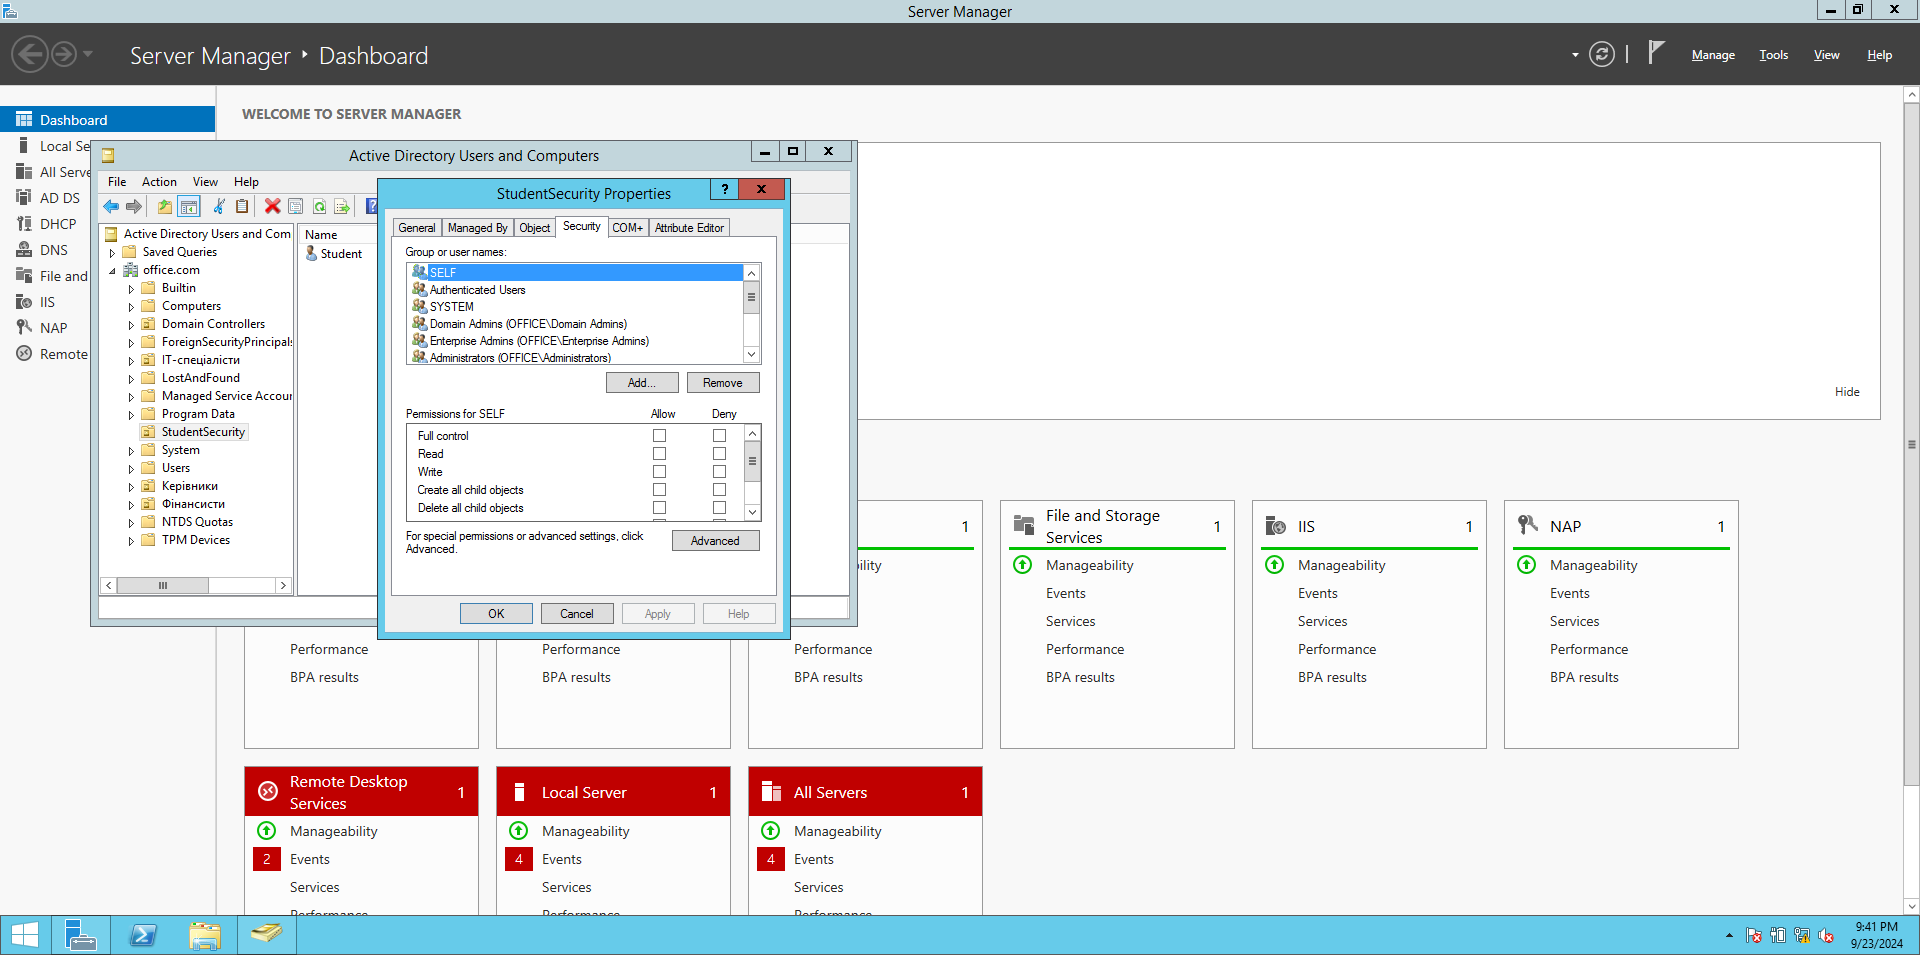 Server Manager
Server Manager ‣ Dashboard
Manage
Tools
View
Help
Dashboard
Local Se
All Serve
AD DS
DHCP
DNS
File and
IIS
NAP
Remote
WELCOME TO SERVER MANAGER
Hide
Active Directory Users and Computers
File
Action
View
Help
Active Directory Users and Com
Saved Queries
office.com
Builtin
Computers
Domain Controllers
ForeignSecurityPrincipals
ІТ-спеціалісти
LostAndFound
Managed Service Accour
Program Data
StudentSecurity
System
Users
Керівники
Фінансисти
NTDS Quotas
TPM Devices
Name
Student
StudentSecurity Properties
?
General
Managed By
Object
Security
COM+
Attribute Editor
Group or user names:
SELF
Authenticated Users
SYSTEM
Domain Admins (OFFICE\Domain Admins)
Enterprise Admins (OFFICE\Enterprise Admins)
Administrators (OFFICE\Administrators)
Add...
Remove
Permissions for SELF
Allow
Deny
Full control
Read
Write
Create all child objects
Delete all child objects
For special permissions or advanced settings, click
Advanced.
Advanced
OK
Cancel
Apply
Help
Performance
BPA results
Performance
BPA results
1
ility
Performance
BPA results
File and Storage
Services
1
Manageability
Events
Services
Performance
BPA results
IIS
1
Manageability
Events
Services
Performance
BPA results
NAP
1
Manageability
Events
Services
Performance
BPA results
Remote Desktop
Services
1
Manageability
2 Events
Services
Performance
Local Server
1
Manageability
4 Events
Services
Performance
All Servers
1
Manageability
4 Events
Services
Performance
9:41 PM
9/23/2024